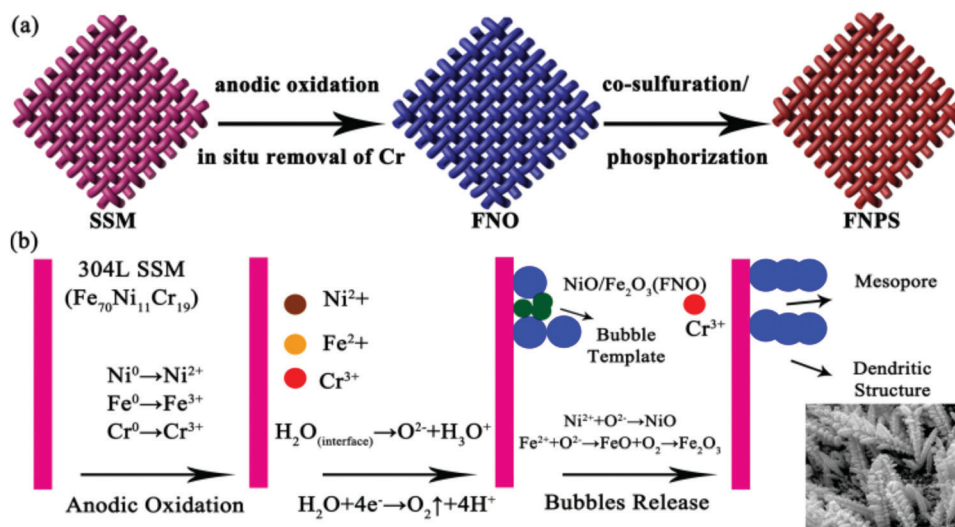 (a)
anodic oxidation
in situ removal of Cr
co-sulfuration/
phosphorization
SSM
FNO
FNPS
(b)
304L SSM
(Fe₇₀Ni₁₁Cr₁₉)
Ni⁰→Ni²⁺
Fe⁰→Fe³⁺
Cr⁰→Cr³⁺
Anodic Oxidation
Ni²+
Fe²+
Cr³⁺
H₂O₍interface₎→O²⁻+H₃O⁺
H₂O+4e⁻→O₂↑+4H⁺
NiO/Fe₂O₃(FNO)
Cr³⁺
Bubble
Template
Ni²⁺+O²⁻→NiO
Fe²⁺+O²⁻→FeO+O₂→Fe₂O₃
Bubbles Release
Mesopore
Dendritic
Structure